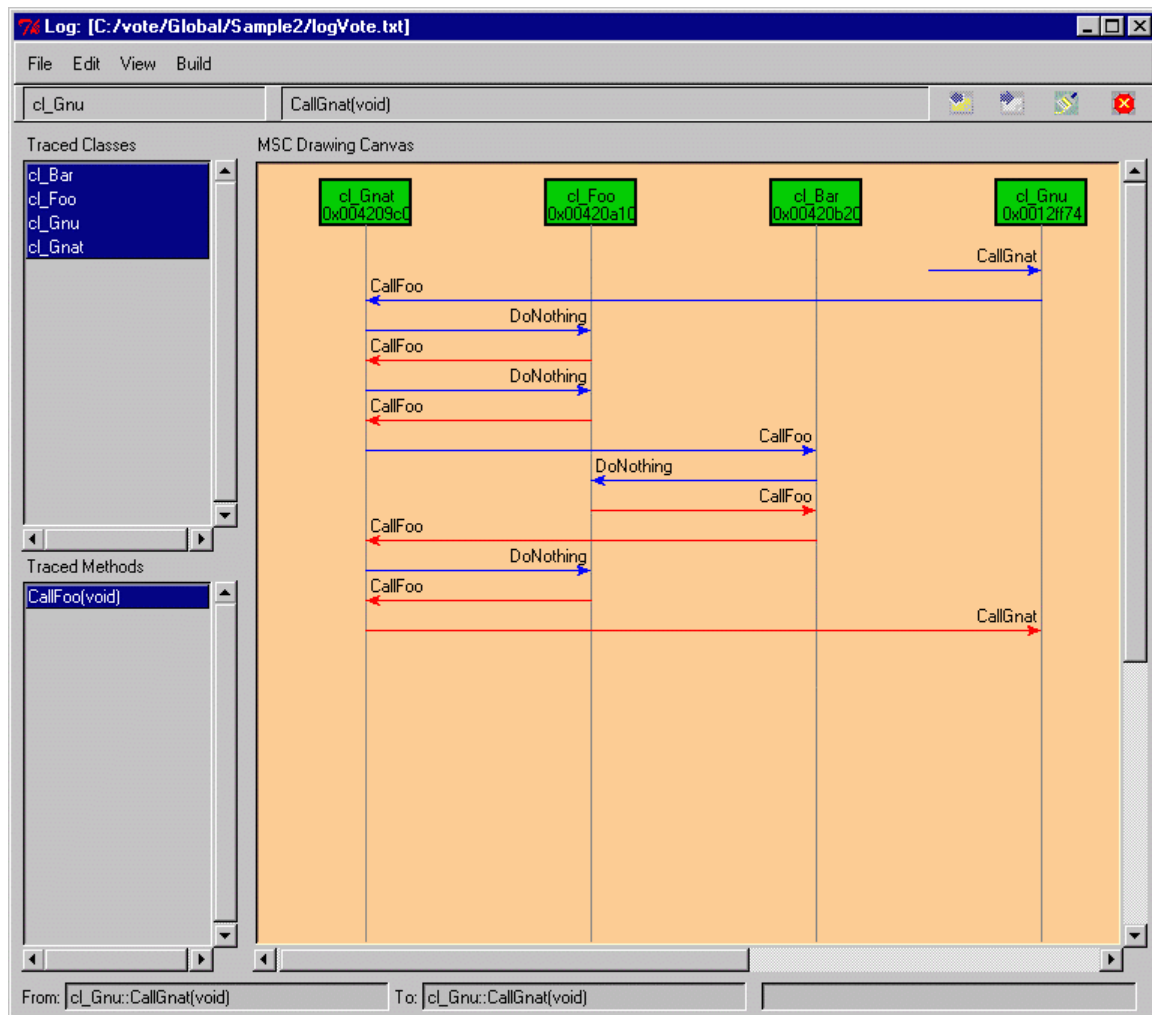 Log: [C:/vote/Global/Sample2/logVote.txt]
File Edit View Build
cl_Gnu CallGnat(void)
Traced Classes MSC Drawing Canvas
cl_Bar
cl_Foo
cl_Gnu
cl_Gnat
cl_Gnat cl_Foo cl_Bar cl_Gnu
0x004209c0 0x00420a10 0x00420b20 0x0012ff74
CallGnat
CallFoo
DoNothing
CallFoo
DoNothing
CallFoo
CallFoo
DoNothing
CallFoo
CallFoo
DoNothing
CallFoo
CallGnat
Traced Methods
CallFoo(void)
From: cl_Gnu::CallGnat(void) To: cl_Gnu::CallGnat(void)